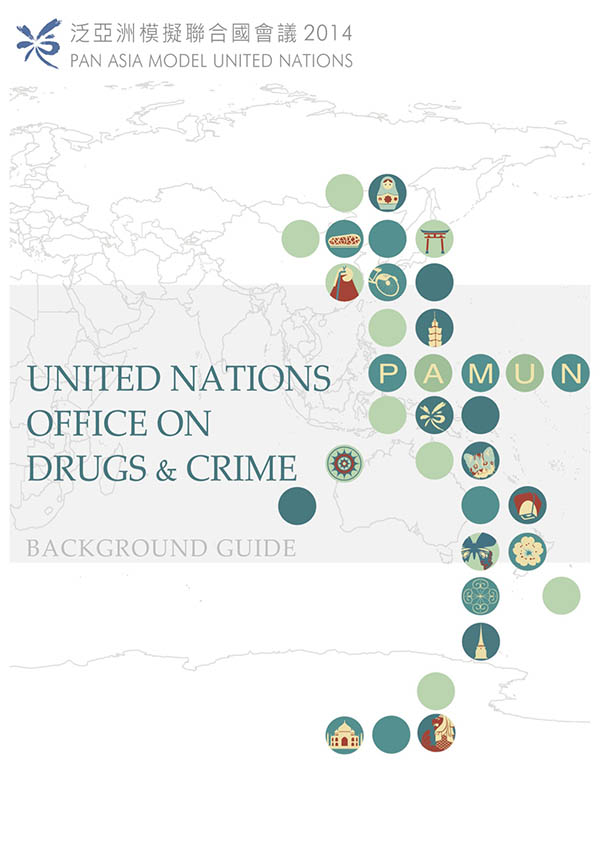 泛亞洲模擬聯合國會議 2014
PAN ASIA MODEL UNITED NATIONS
PAMUN
UNITED NATIONS
OFFICE ON
DRUGS & CRIME
BACKGROUND GUIDE